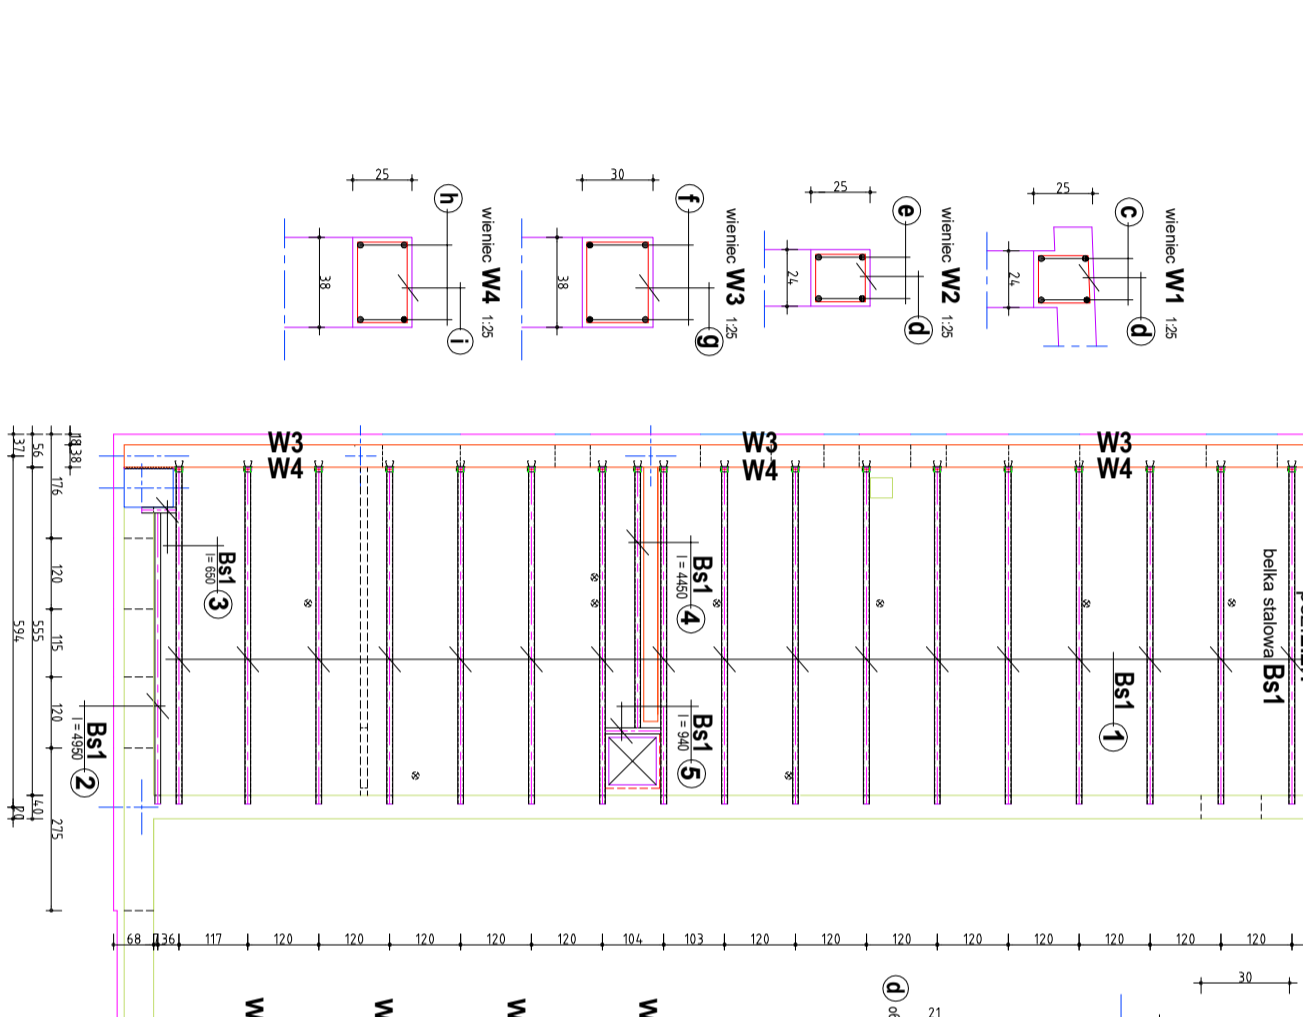 25
h
wieniec W4 1:25
38
i
30
f
wieniec W3 1:25
38
g
25
e
wieniec W2 1:25
24
d
25
c
wieniec W1 1:25
24
d
W3
W4
W3
W4
W3
W4
37
56
18
38
176
120
115
120
275
555
40
594
20
Bs1 3
l= 650
Bs1 4
l= 4450
Bs1 5
l= 940
Bs1 2
l= 4950
Bs1 1
belka stalowa Bs1
68
36
117
120
120
120
120
120
104
103
120
120
120
120
120
120
120
120
120
30
d
21
W
W
W
W